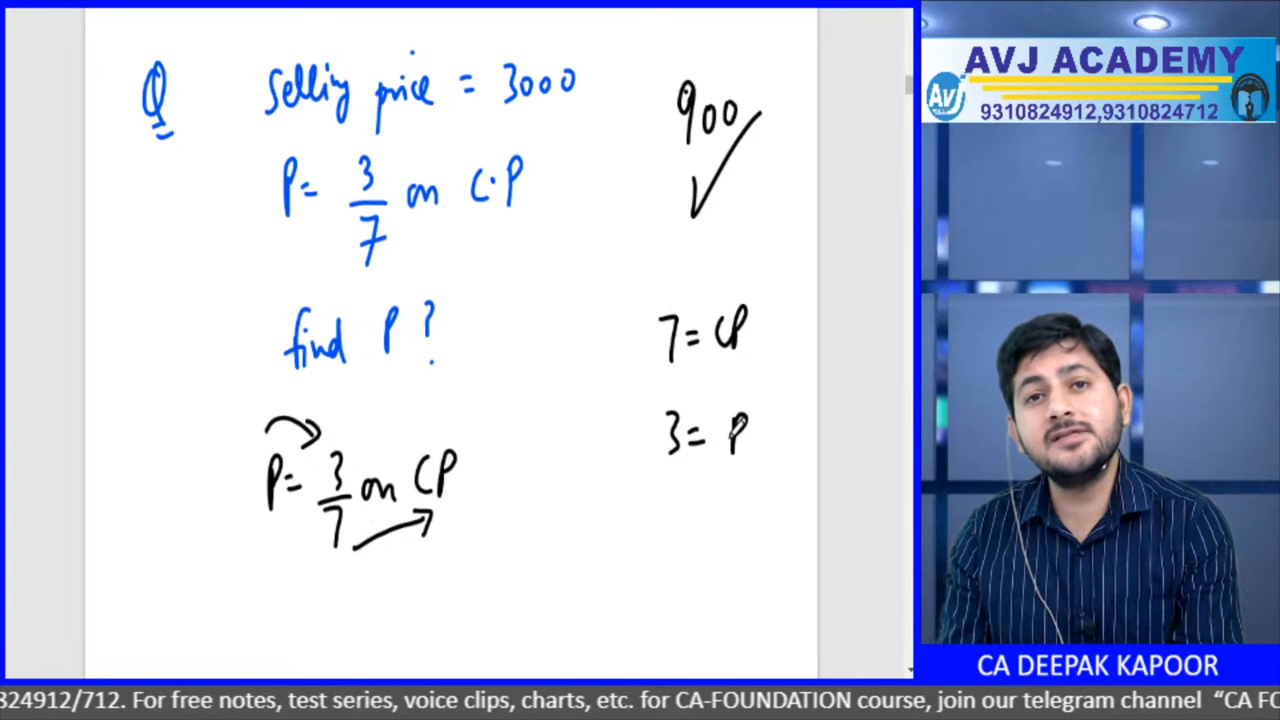 Q Selling price = 3000
P = 3/7 on C.P
find P?
P = 3/7 on CP
900
7 = CP
3 = P
AVJ ACADEMY
AVJ
9310824912,9310824712
CA DEEPAK KAPOOR
824912/712. For free notes, test series, voice clips, charts, etc. for CA-FOUNDATION course, join our telegram channel “CA FO